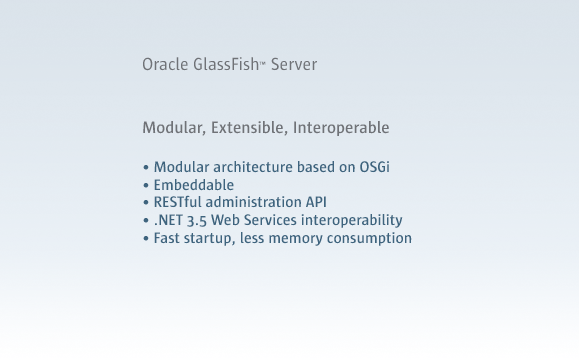 Oracle GlassFish™ Server
Modular, Extensible, Interoperable
• Modular architecture based on OSGi
• Embeddable
• RESTful administration API
• .NET 3.5 Web Services interoperability
• Fast startup, less memory consumption